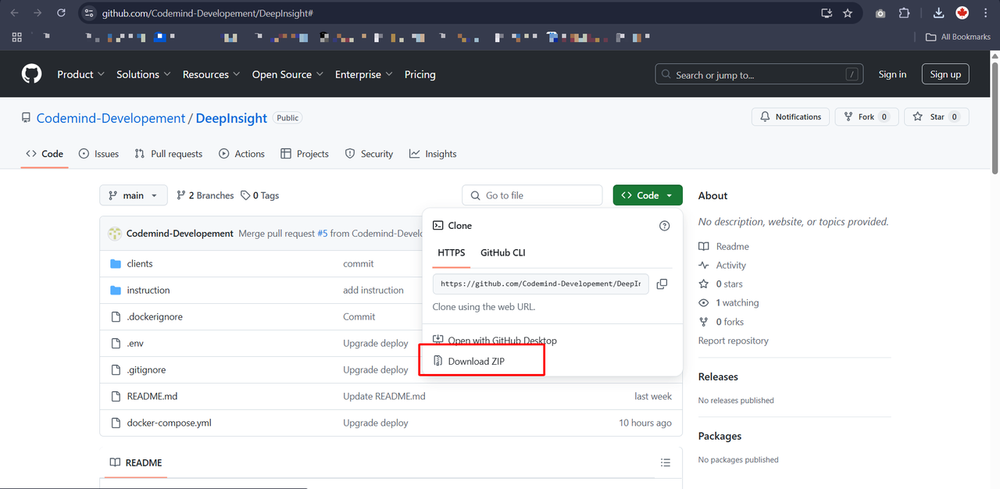 github.com/Codemind-Developement/DeepInsight#
All Bookmarks
Product Solutions Resources Open Source Enterprise Pricing Search or jump to... / Sign in Sign up
Codemind-Developement / DeepInsight Public Notifications Fork 0 Star 0
Code Issues Pull requests Actions Projects Security Insights
main 2 Branches 0 Tags Go to file Code
Codemind-Developement Merge pull request #5 from Codemind-Develo
clients commit
instruction add instruction
.dockerignore Commit
.env Upgrade deploy
.gitignore Upgrade deploy
README.md Update README.md last week
docker-compose.yml Upgrade deploy 10 hours ago
README
Clone
HTTPS GitHub CLI
https://github.com/Codemind-Developement/DeepIn
Clone using the web URL.
Open with GitHub Desktop
Download ZIP
About
No description, website, or topics provided.
Readme
Activity
0 stars
1 watching
0 forks
Report repository
Releases
No releases published
Packages
No packages published